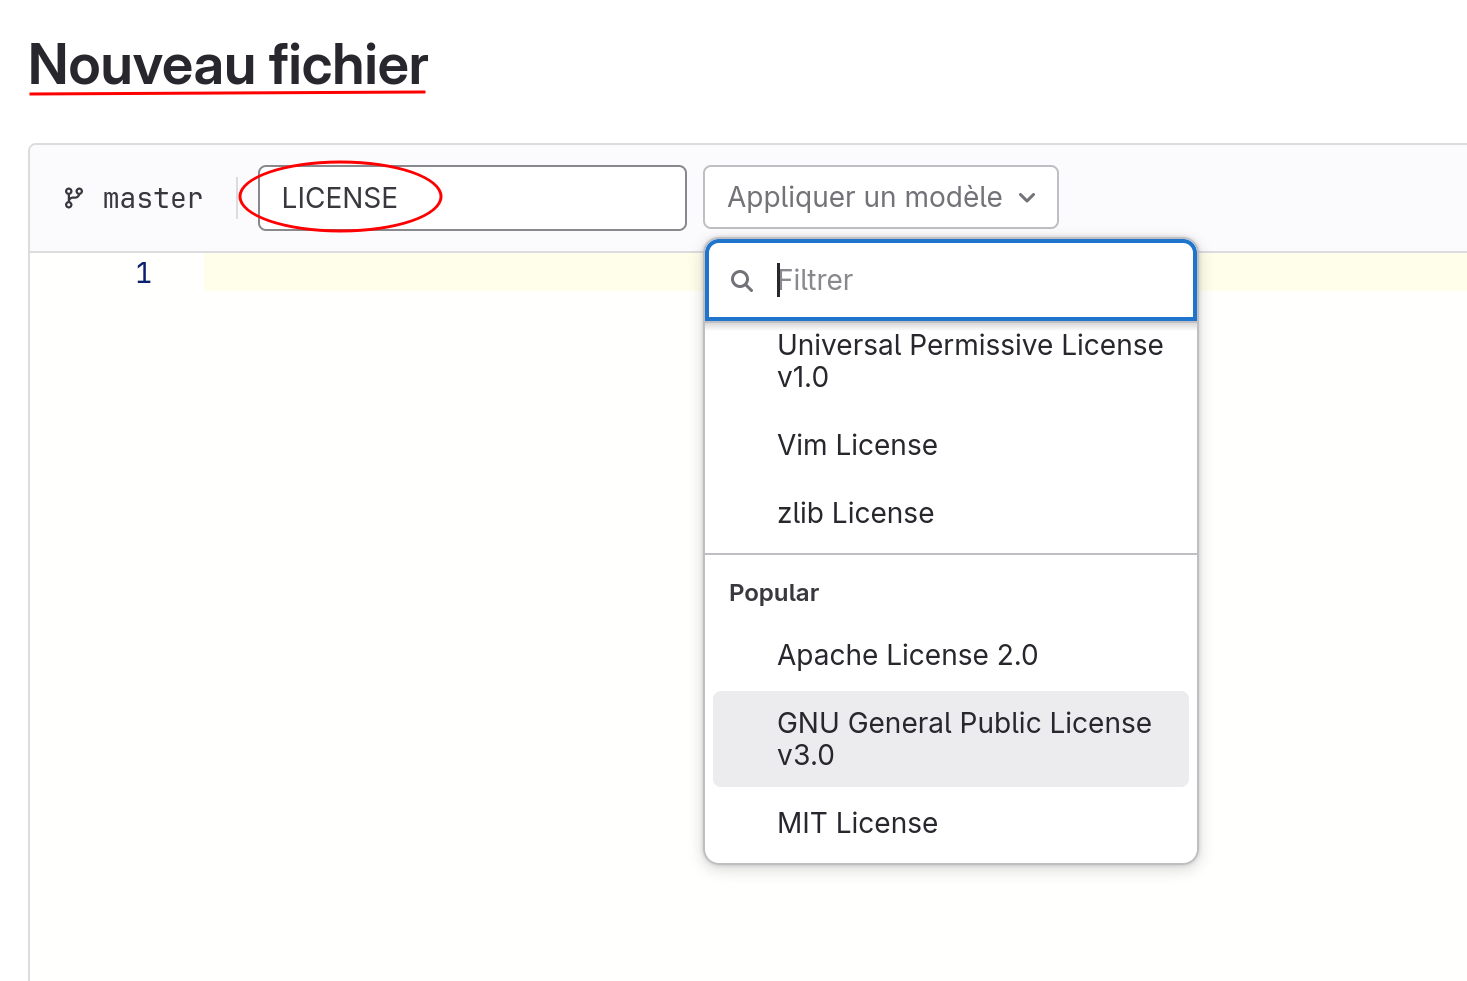 Nouveau fichier
master
LICENSE
Appliquer un modèle
1
Filtrer
Universal Permissive License
v1.0
Vim License
zlib License
Popular
Apache License 2.0
GNU General Public License
v3.0
MIT License